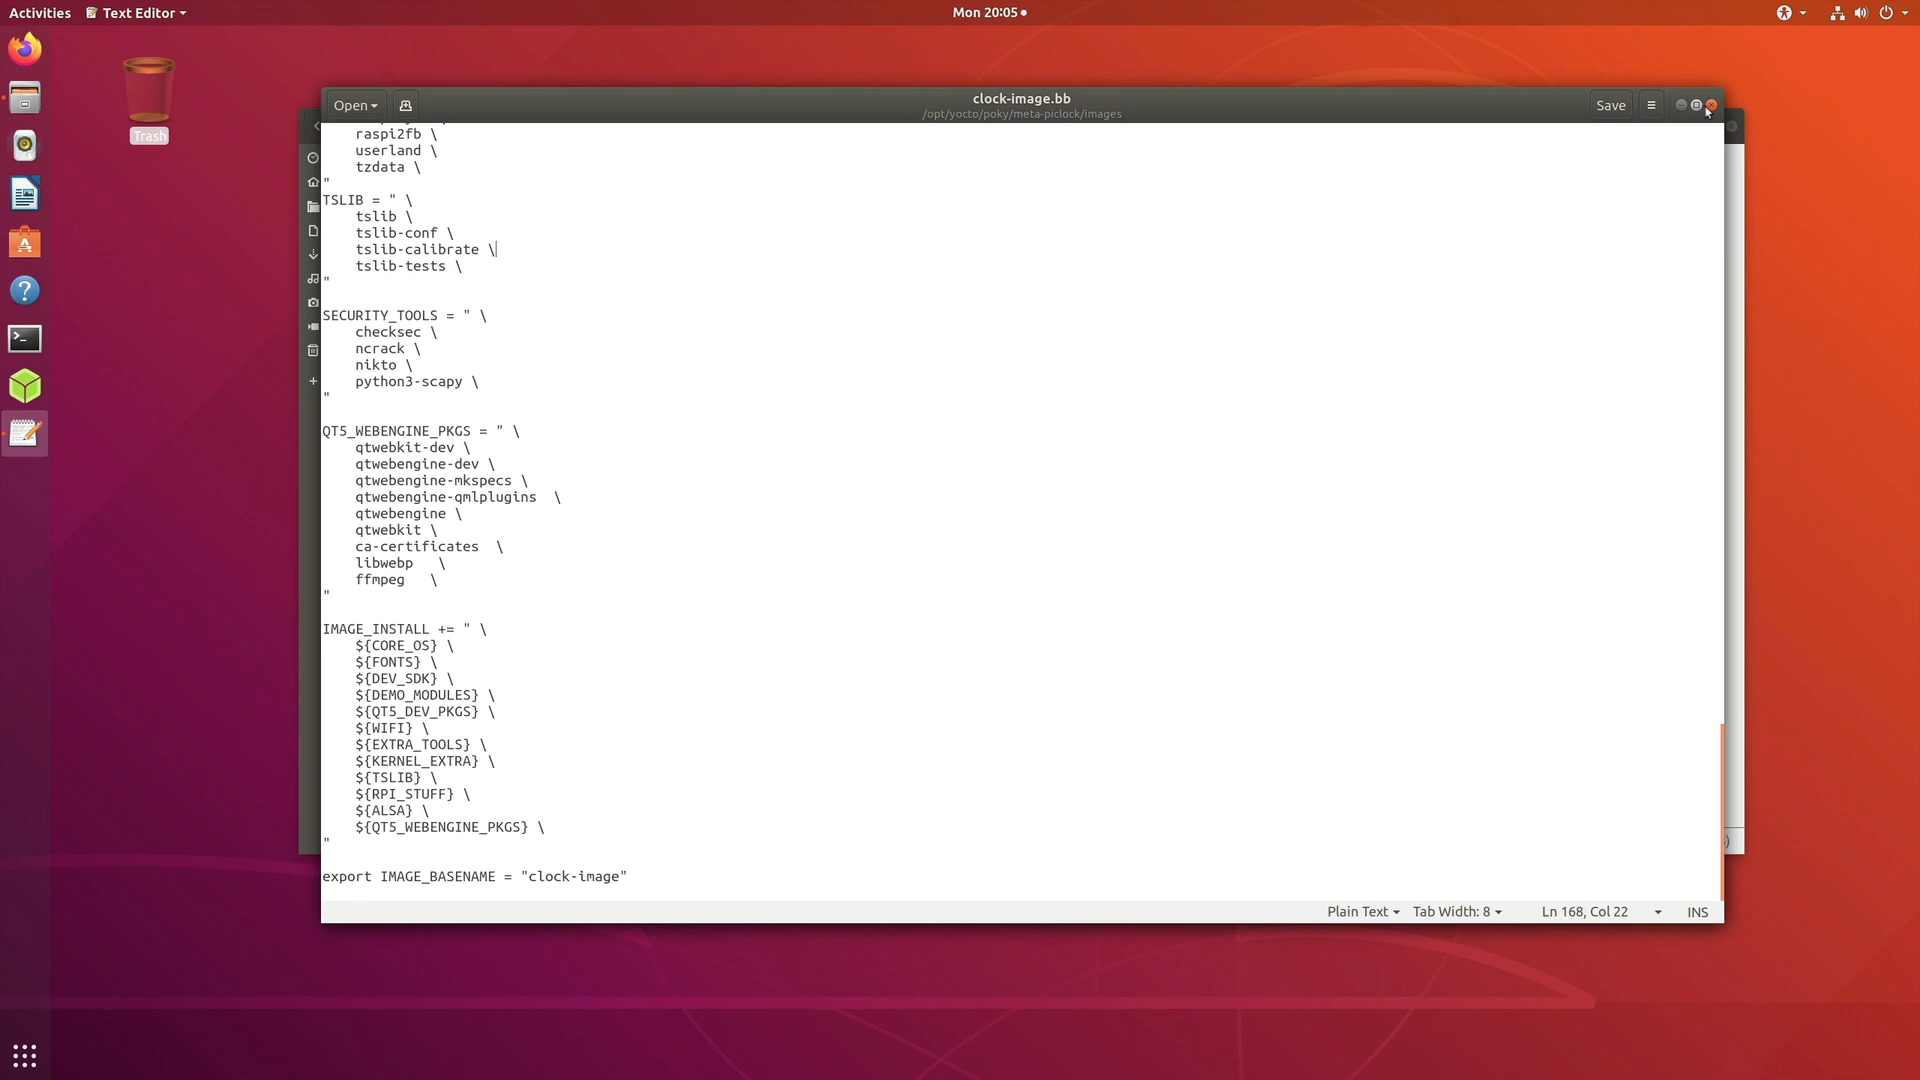 Activities
Text Editor
Mon 20:05
Trash
Open
clock-image.bb
/opt/yocto/poky/meta-piclock/images
Save
raspi2fb \
userland \
tzdata \
"
TSLIB = " \
tslib \
tslib-conf \
tslib-calibrate \
tslib-tests \
"
SECURITY_TOOLS = " \
checksec \
ncrack \
nikto \
python3-scapy \
"
QT5_WEBENGINE_PKGS = " \
qtwebkit-dev \
qtwebengine-dev \
qtwebengine-mkspecs \
qtwebengine-qmlplugins  \
qtwebengine \
qtwebkit \
ca-certificates  \
libwebp   \
ffmpeg   \
"
IMAGE_INSTALL += " \
${CORE_OS} \
${FONTS} \
${DEV_SDK} \
${DEMO_MODULES} \
${QT5_DEV_PKGS} \
${WIFI} \
${EXTRA_TOOLS} \
${KERNEL_EXTRA} \
${TSLIB} \
${RPI_STUFF} \
${ALSA} \
${QT5_WEBENGINE_PKGS} \
"
export IMAGE_BASENAME = "clock-image"
Plain Text
Tab Width: 8
Ln 168, Col 22
INS